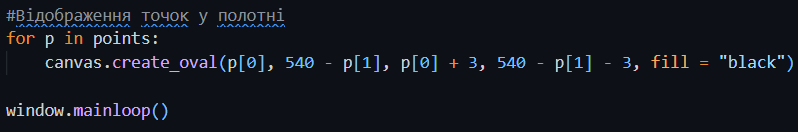 #Відображення точок у полотні
for p in points:
    canvas.create_oval(p[0], 540 - p[1], p[0] + 3, 540 - p[1] - 3, fill = "black")

window.mainloop()